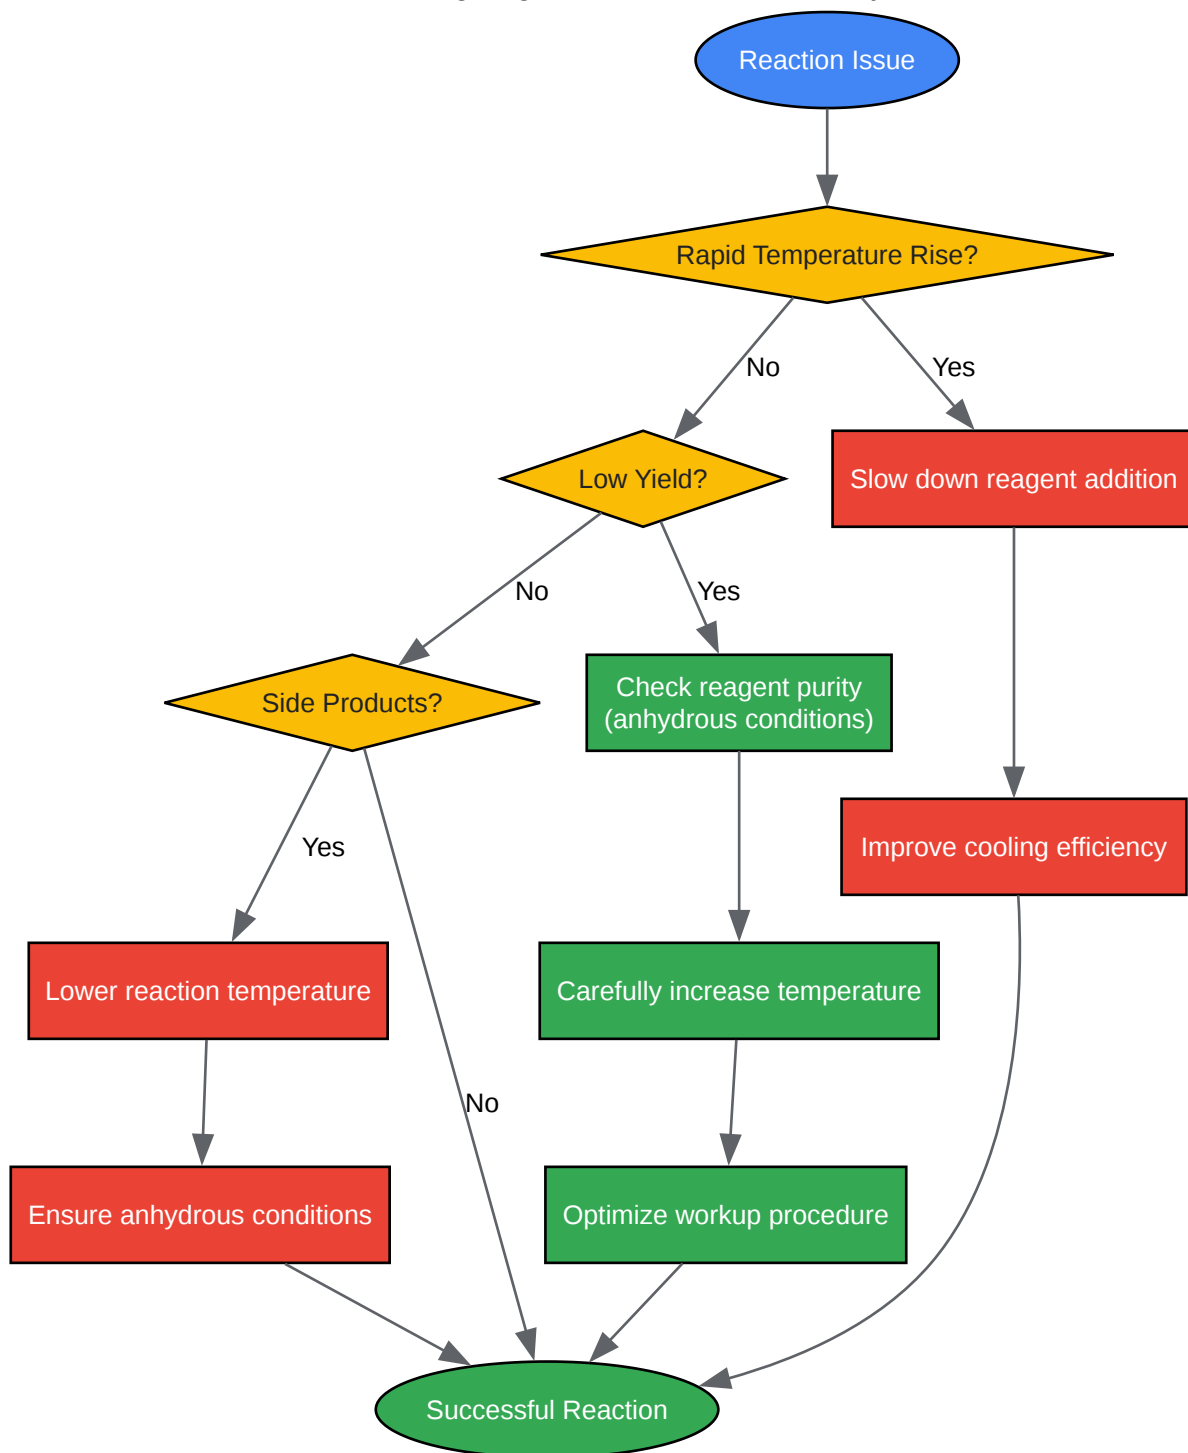 Reaction Issue
Rapid Temperature Rise?
No
Yes
Low Yield?
Slow down reagent addition
No
Yes
Side Products?
Check reagent purity
(anhydrous conditions)
Yes
Improve cooling efficiency
Lower reaction temperature
Carefully increase temperature
No
Ensure anhydrous conditions
Optimize workup procedure
Successful Reaction